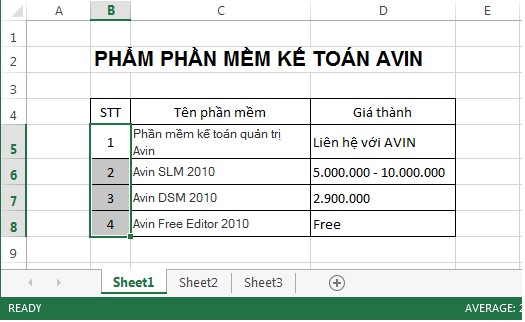 A B C D E
1
2 PHẨM PHẦN MỀM KẾ TOÁN AVIN
3
4 STT Tên phần mềm Giá thành
5 1 Phần mềm kế toán quản trị
Avin Liên hệ với AVIN
6 2 Avin SLM 2010 5.000.000 - 10.000.000
7 3 Avin DSM 2010 2.900.000
8 4 Avin Free Editor 2010 Free
9
Sheet1 Sheet2 Sheet3
READY AVERAGE: 2